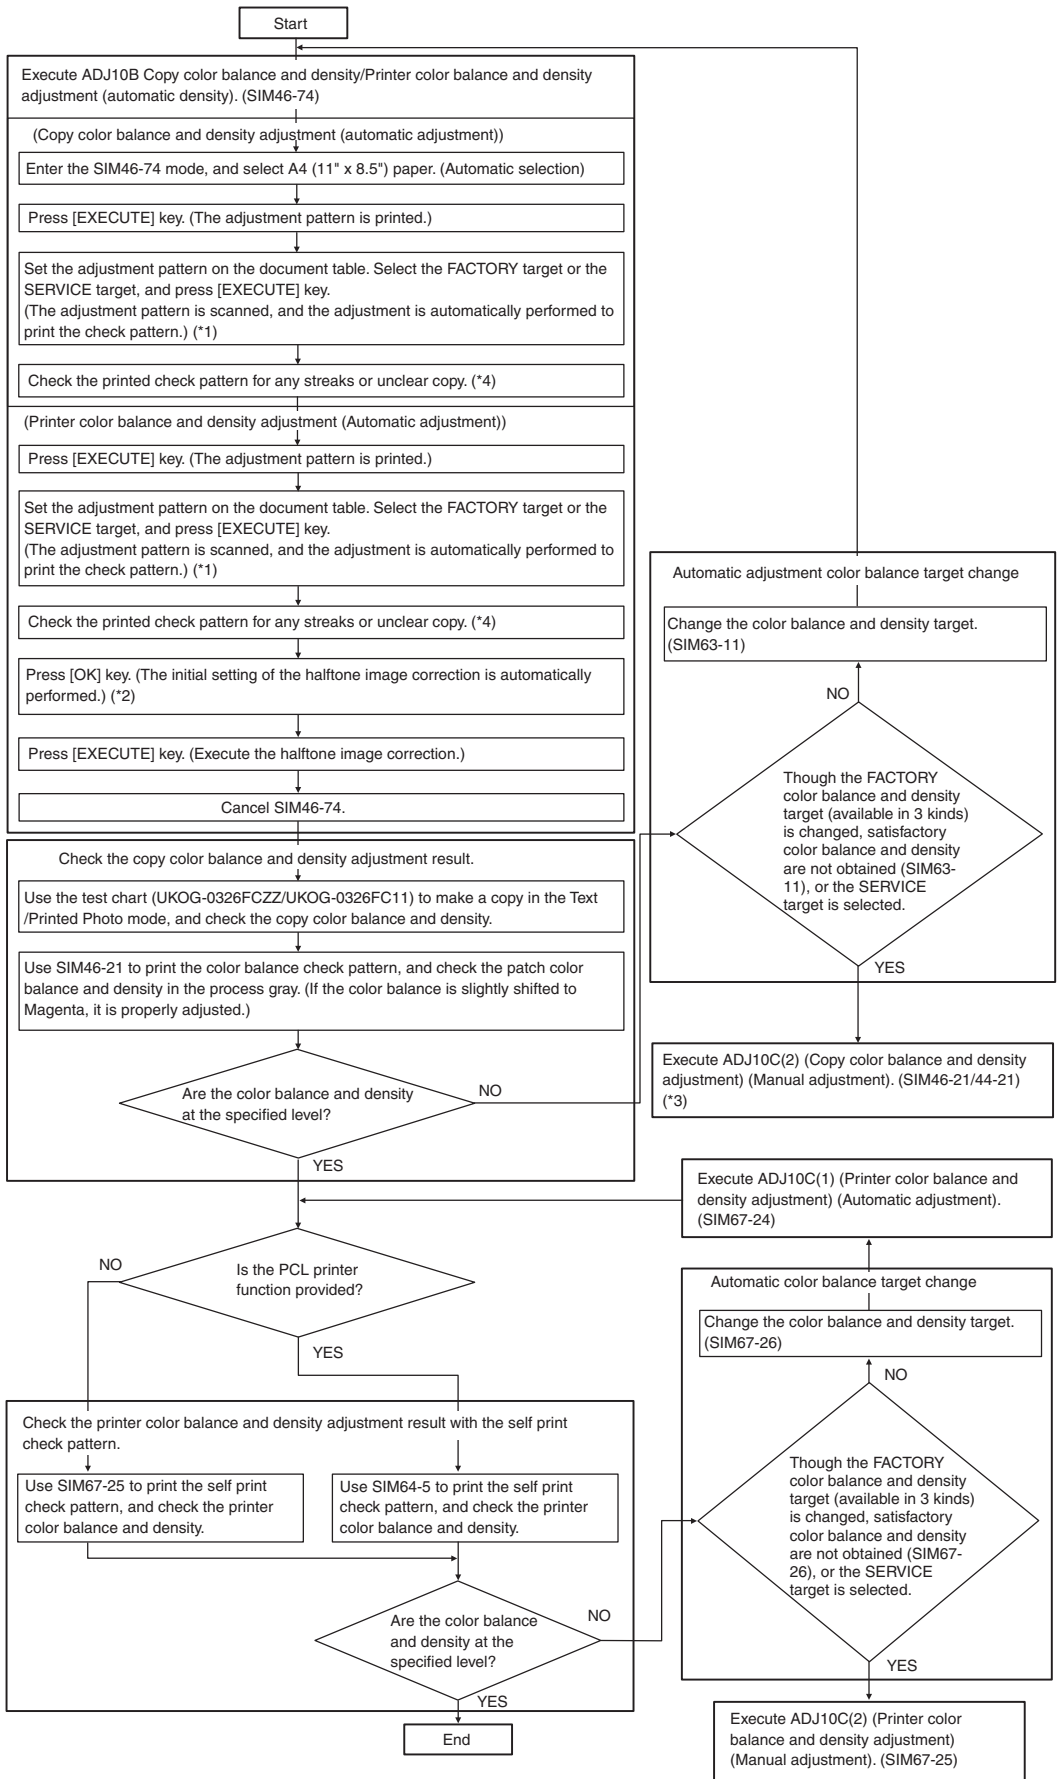 Start
Execute ADJ10B Copy color balance and density/Printer color balance and density
adjustment (automatic density). (SIM46-74)
(Copy color balance and density adjustment (automatic adjustment))
Enter the SIM46-74 mode, and select A4 (11" x 8.5") paper. (Automatic selection)
Press [EXECUTE] key. (The adjustment pattern is printed.)
Set the adjustment pattern on the document table. Select the FACTORY target or the
SERVICE target, and press [EXECUTE] key.
(The adjustment pattern is scanned, and the adjustment is automatically performed to
print the check pattern.) (*1)
Check the printed check pattern for any streaks or unclear copy. (*4)
(Printer color balance and density adjustment (Automatic adjustment))
Press [EXECUTE] key. (The adjustment pattern is printed.)
Set the adjustment pattern on the document table. Select the FACTORY target or the
SERVICE target, and press [EXECUTE] key.
(The adjustment pattern is scanned, and the adjustment is automatically performed to
print the check pattern.) (*1)
Check the printed check pattern for any streaks or unclear copy. (*4)
Press [OK] key. (The initial setting of the halftone image correction is automatically
performed.) (*2)
Press [EXECUTE] key. (Execute the halftone image correction.)
Cancel SIM46-74.
Check the copy color balance and density adjustment result.
Use the test chart (UKOG-0326FCZZ/UKOG-0326FC11) to make a copy in the Text
/Printed Photo mode, and check the copy color balance and density.
Use SIM46-21 to print the color balance check pattern, and check the patch color
balance and density in the process gray. (If the color balance is slightly shifted to
Magenta, it is properly adjusted.)
Are the color balance and density
at the specified level?
NO
YES
Automatic adjustment color balance target change
Change the color balance and density target.
(SIM63-11)
NO
Though the FACTORY
color balance and density
target (available in 3 kinds)
is changed, satisfactory
color balance and density
are not obtained (SIM63-
11), or the SERVICE
target is selected.
YES
Execute ADJ10C(2) (Copy color balance and density
adjustment) (Manual adjustment). (SIM46-21/44-21)
(*3)
Execute ADJ10C(1) (Printer color balance and
density adjustment) (Automatic adjustment).
(SIM67-24)
Is the PCL printer
function provided?
NO
YES
Automatic color balance target change
Change the color balance and density target.
(SIM67-26)
NO
Though the FACTORY
color balance and density
target (available in 3 kinds)
is changed, satisfactory
color balance and density
are not obtained (SIM67-
26), or the SERVICE
target is selected.
YES
Check the printer color balance and density adjustment result with the self print
check pattern.
Use SIM67-25 to print the self print
check pattern, and check the printer
color balance and density.
Use SIM64-5 to print the self print
check pattern, and check the printer
color balance and density.
Are the color balance
and density at the
specified level?
NO
YES
End
Execute ADJ10C(2) (Printer color
balance and density adjustment)
(Manual adjustment). (SIM67-25)